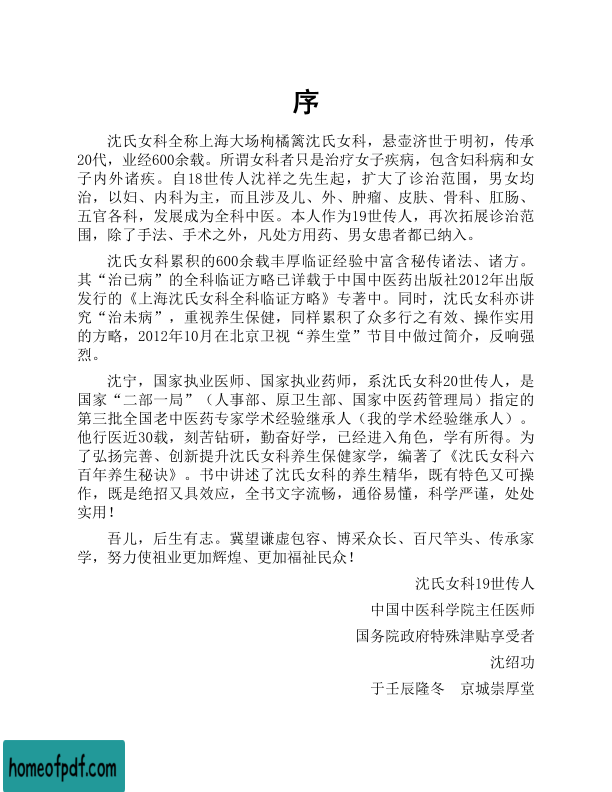 序
沈氏女科全称上海大场枸橘篱沈氏女科，悬壶济世于明初，传承
20代，业经600余载。所谓女科者只是治疗女子疾病，包含妇科病和女
子内外诸疾。自18世传人沈祥之先生起，扩大了诊治范围，男女均
治，以妇、内科为主，而且涉及儿、外、肿瘤、皮肤、骨科、肛肠、
五官各科，发展成为全科中医。本人作为19世传人，再次拓展诊治范
围，除了手法、手术之外，凡处方用药、男女患者都已纳入。
沈氏女科累积的600余载丰厚临证经验中富含秘传诸法、诸方。
其“治已病”的全科临证方略已详载于中国中医药出版社2012年出版
发行的《上海沈氏女科全科临证方略》专著中。同时，沈氏女科亦讲
究“治未病”，重视养生保健，同样累积了众多行之有效、操作实用
的方略，2012年10月在北京卫视“养生堂”节目中做过简介，反响强
烈。
沈宁，国家执业医师、国家执业药师，系沈氏女科20世传人，是
国家“二部一局”（人事部、原卫生部、国家中医药管理局）指定的
第三批全国老中医药专家学术经验继承人（我的学术经验继承人）。
他行医近30载，刻苦钻研，勤奋好学，已经进入角色，学有所得。为
了弘扬完善、创新提升沈氏女科养生保健家学，编著了《沈氏女科六
百年养生秘诀》。书中讲述了沈氏女科的养生精华，既有特色又可操
作，既是绝招又具效应，全书文字流畅，通俗易懂，科学严谨，处处
实用！
吾儿，后生有志。冀望谦虚包容、博采众长、百尺竿头、传承家
学，努力使祖业更加辉煌、更加福祉民众！
沈氏女科19世传人
中国中医科学院主任医师
国务院政府特殊津贴享受者
沈绍功
于壬辰隆冬　京城崇厚堂
homeofpdf.com